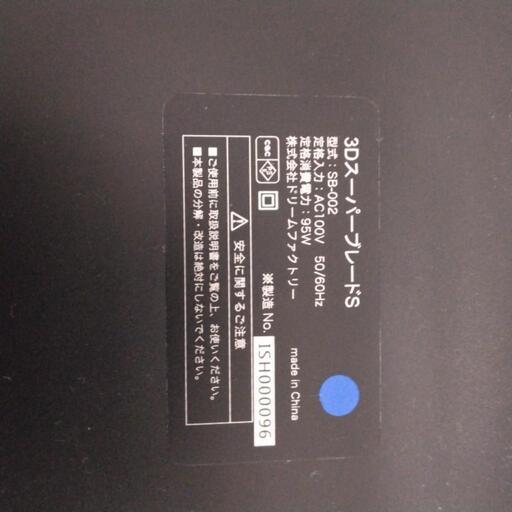 3DスーパーブレードS
型式：SB-002
定格入力：AC100V 50/60Hz
定格消費電力：95W
株式会社ドリームファクトリー
made in China
※製造 No. ISH000096
安全に関するご注意
■ご使用前に取扱説明書をご覧の上、お使いください。
■本製品の分解・改造は絶対にしないでください。